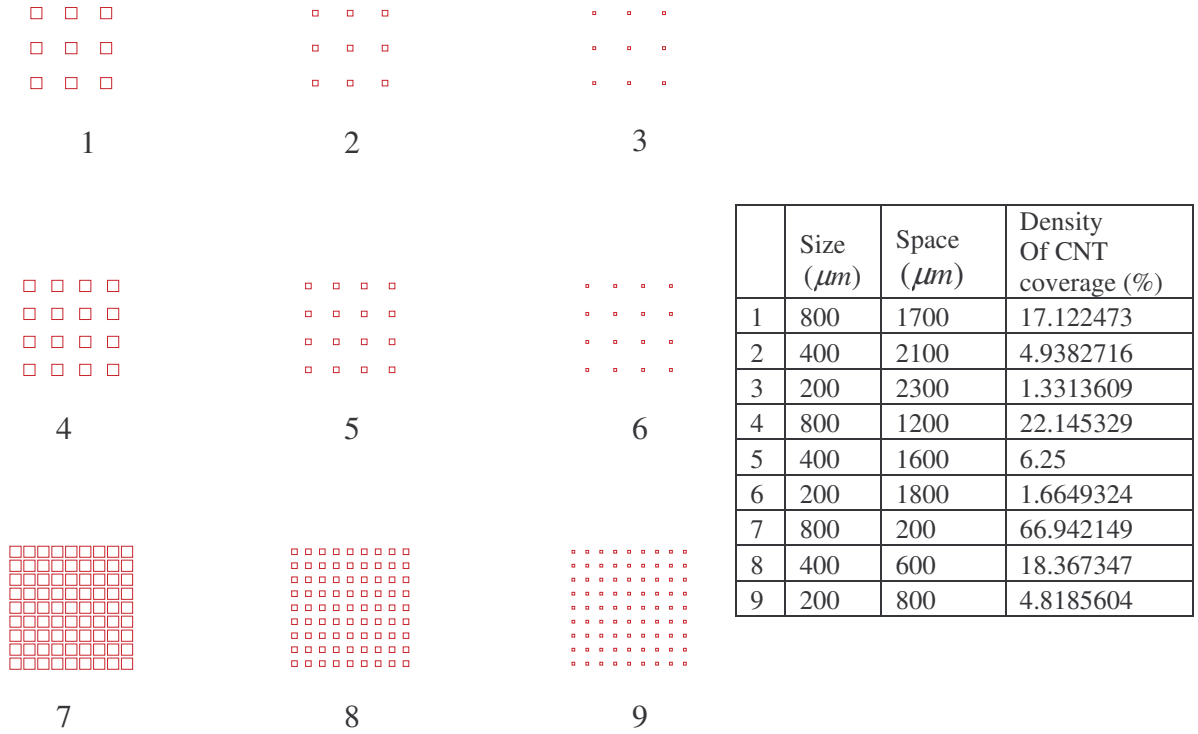 1 2 3
4 5 6
7 8 9
Size (μm) Space (μm) Density Of CNT coverage (%)
1 800 1700 17.122473
2 400 2100 4.9382716
3 200 2300 1.3313609
4 800 1200 22.145329
5 400 1600 6.25
6 200 1800 1.6649324
7 800 200 66.942149
8 400 600 18.367347
9 200 800 4.8185604